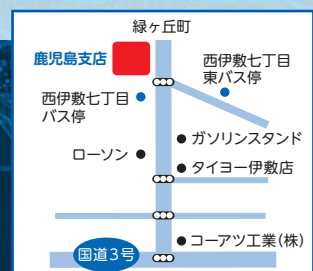 緑ヶ丘町
鹿児島支店
西伊敷七丁目
東バス停
西伊敷七丁目
バス停
ガソリンスタンド
ローソン
タイヨー伊敷店
コーアツ工業(株)
国道3号